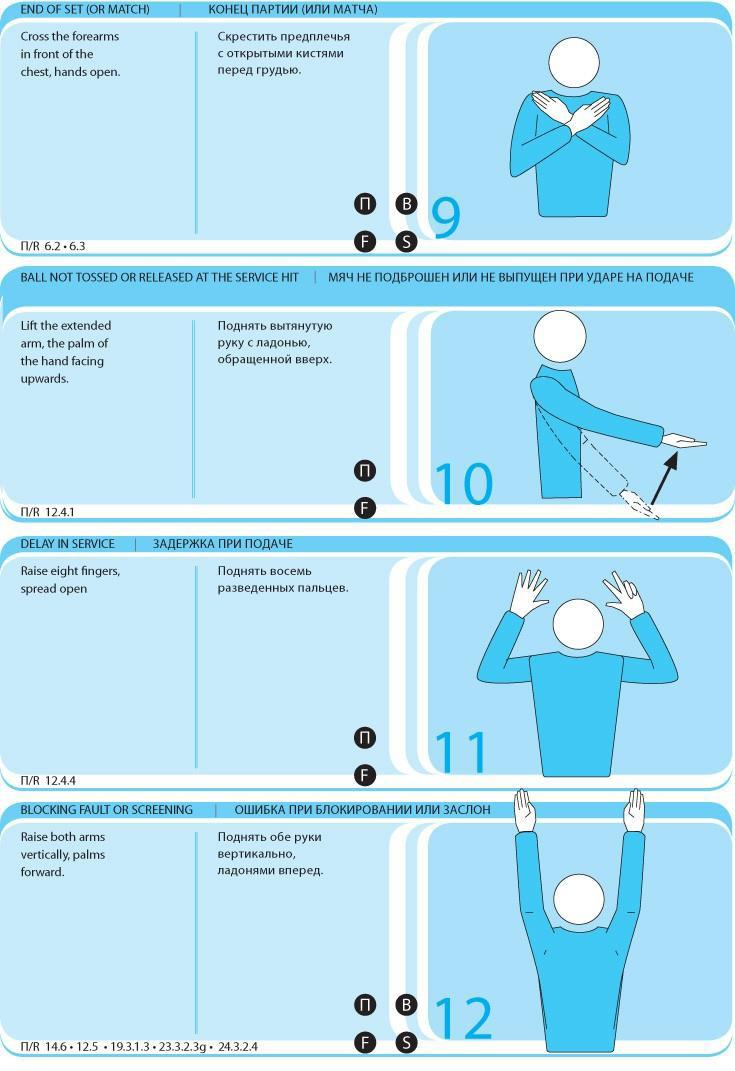 END OF SET (OR MATCH) | КОНЕЦ ПАРТИИ (ИЛИ МАТЧА)
Cross the forearms
in front of the
chest, hands open.
Скрестить предплечья
с открытыми кистями
перед грудью.
П В
F S
9
П/R 6.2 • 6.3
BALL NOT TOSSED OR RELEASED AT THE SERVICE HIT | МЯЧ НЕ ПОДБРОШЕН ИЛИ НЕ ВЫПУЩЕН ПРИ УДАРЕ НА ПОДАЧЕ
Lift the extended
arm, the palm of
the hand facing
upwards.
Поднять вытянутую
руку с ладонью,
обращенной вверх.
П
F
10
П/R 12.4.1
DELAY IN SERVICE | ЗАДЕРЖКА ПРИ ПОДАЧЕ
Raise eight fingers,
spread open
Поднять восемь
разведенных пальцев.
П
F
11
П/R 12.4.4
BLOCKING FAULT OR SCREENING | ОШИБКА ПРИ БЛОКИРОВАНИИ ИЛИ ЗАСЛОН
Raise both arms
vertically, palms
forward.
Поднять обе руки
вертикально,
ладонями вперед.
П В
F S
12
П/R 14.6 • 12.5 • 19.3.1.3 • 23.3.2.3g • 24.3.2.4